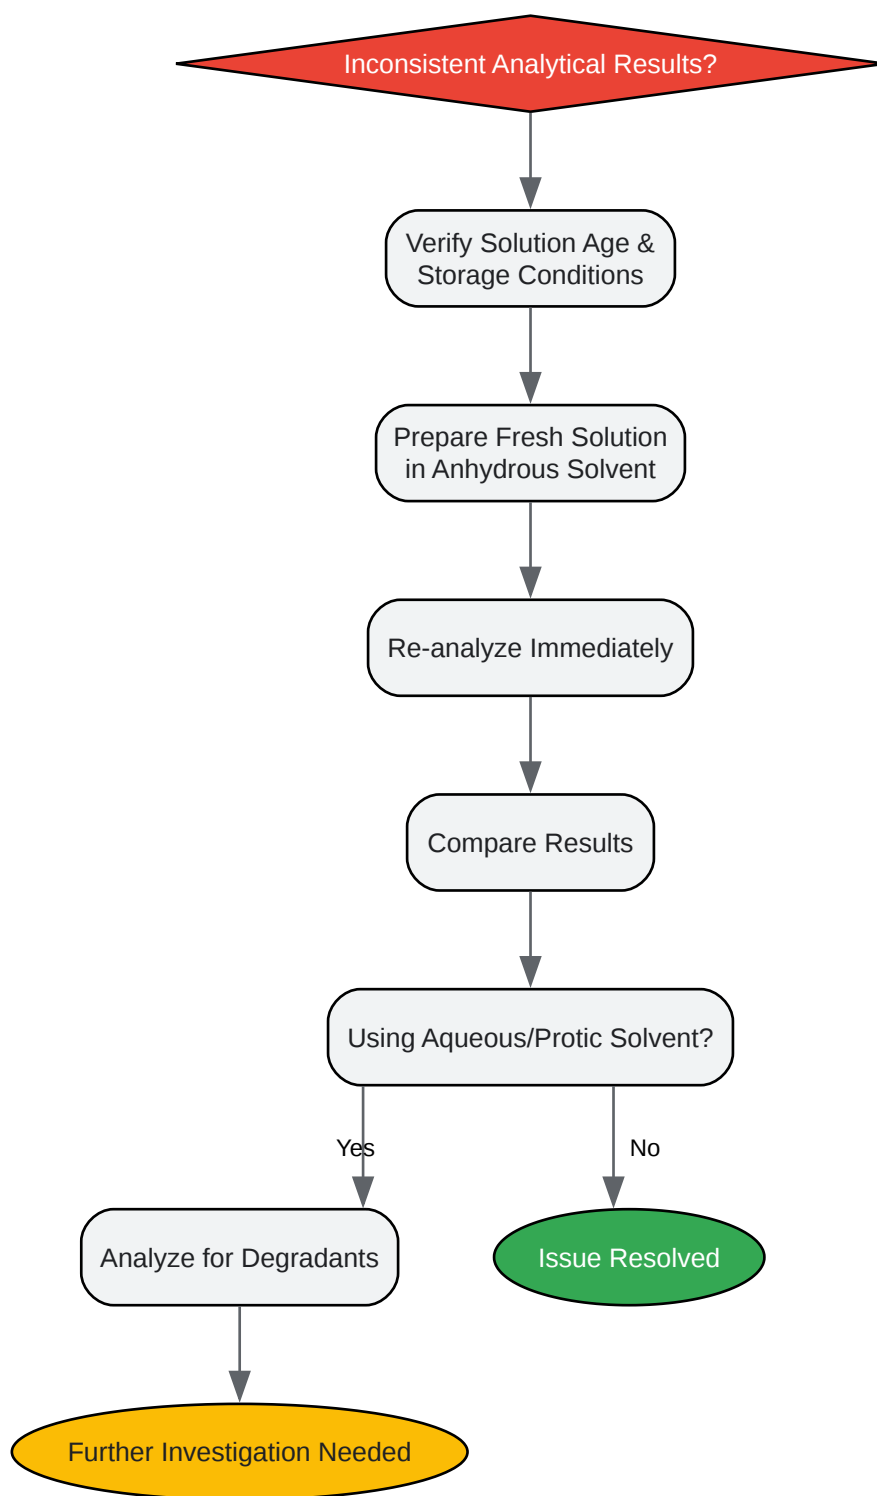 Inconsistent Analytical Results?
Verify Solution Age &
Storage Conditions
Prepare Fresh Solution
in Anhydrous Solvent
Re-analyze Immediately
Compare Results
Using Aqueous/Protic Solvent?
Yes
No
Analyze for Degradants
Issue Resolved
Further Investigation Needed